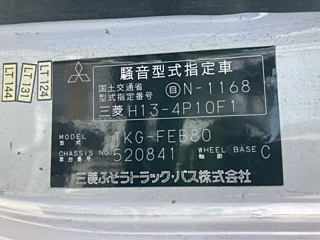 LT144
LT137
LT124
騒音型式指定車
国土交通省
型式指定番号 自 N-1168
三菱 H13-4P10F1
MODEL
型式 TKG-FEB80
CHASSIS NO
車台番号 520841
WHEEL BASE
軸距 C
三菱ふそうトラック・バス株式会社